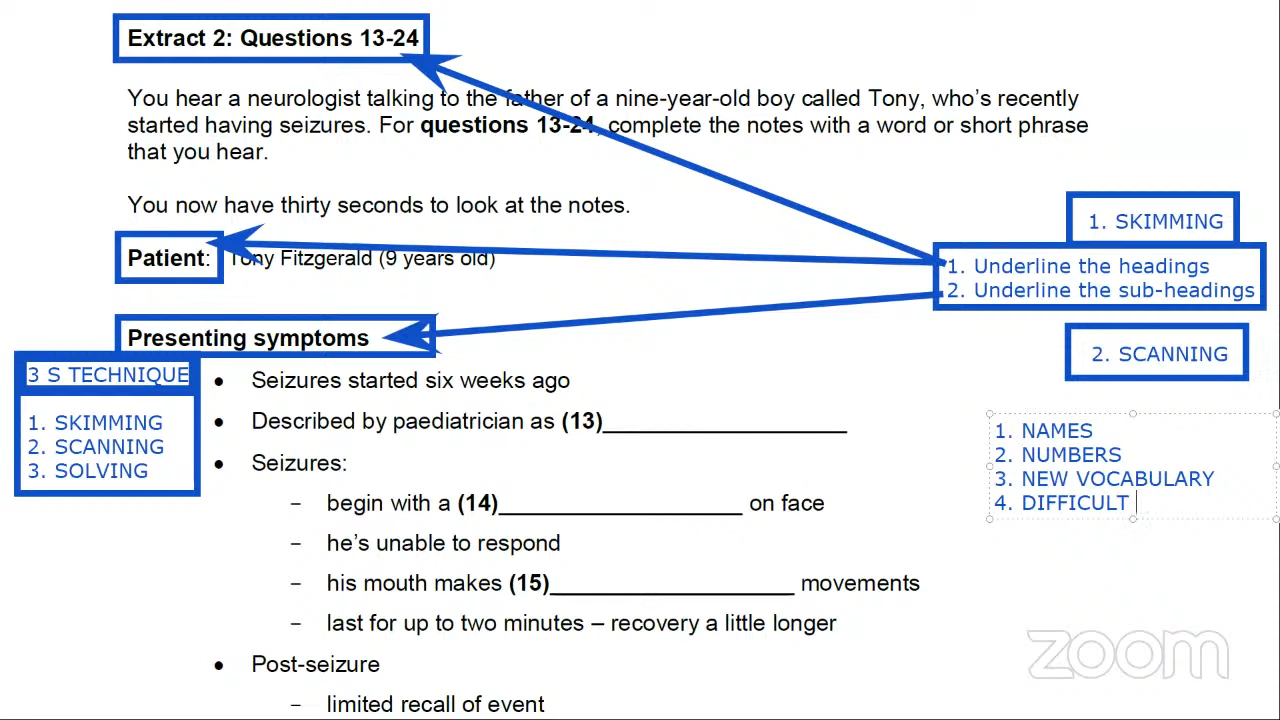 Extract 2: Questions 13-24
You hear a neurologist talking to the father of a nine-year-old boy called Tony, who's recently
started having seizures. For questions 13-24, complete the notes with a word or short phrase
that you hear.
You now have thirty seconds to look at the notes.
Patient: Tony Fitzgerald (9 years old)
Presenting symptoms
• Seizures started six weeks ago
• Described by paediatrician as (13)____________________
• Seizures:
– begin with a (14)____________________ on face
– he's unable to respond
– his mouth makes (15)____________________ movements
– last for up to two minutes – recovery a little longer
• Post-seizure
– limited recall of event
3 S TECHNIQUE
1. SKIMMING
2. SCANNING
3. SOLVING
1. SKIMMING
1. Underline the headings
2. Underline the sub-headings
2. SCANNING
1. NAMES
2. NUMBERS
3. NEW VOCABULARY
4. DIFFICULT
zoom